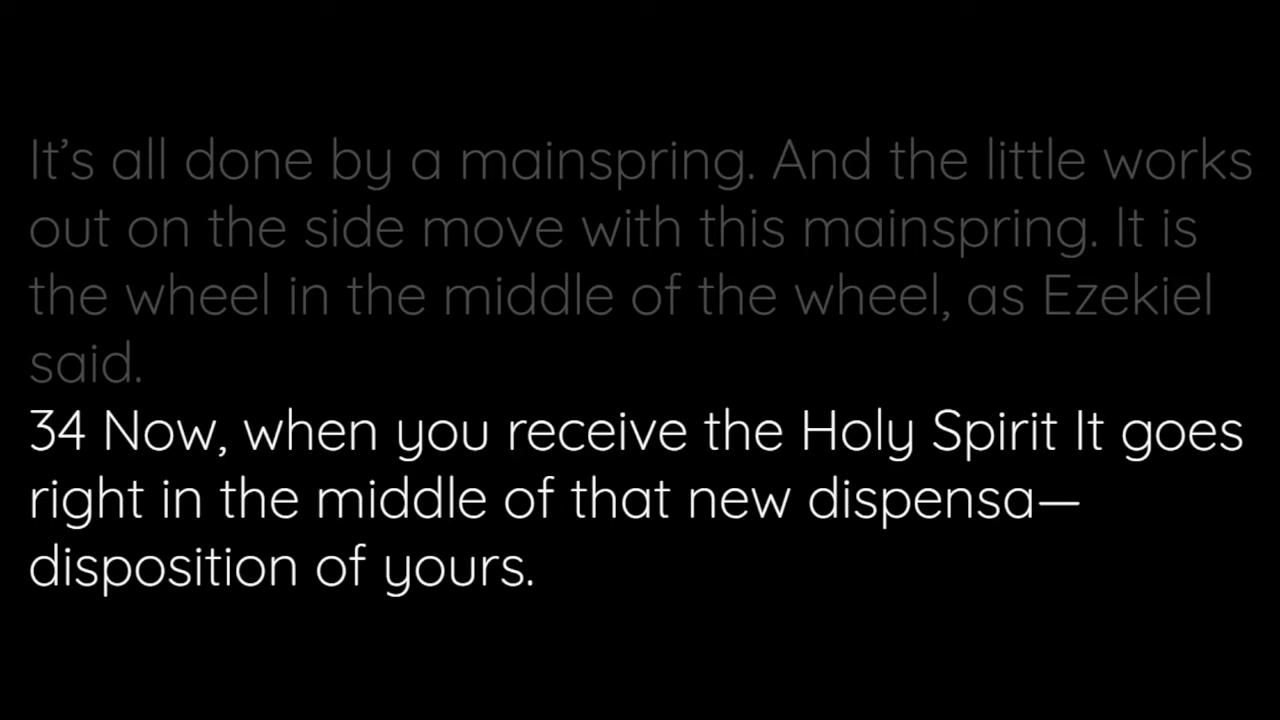 It’s all done by a mainspring. And the little works
out on the side move with this mainspring. It is
the wheel in the middle of the wheel, as Ezekiel
said.
34 Now, when you receive the Holy Spirit It goes
right in the middle of that new dispensa—
disposition of yours.